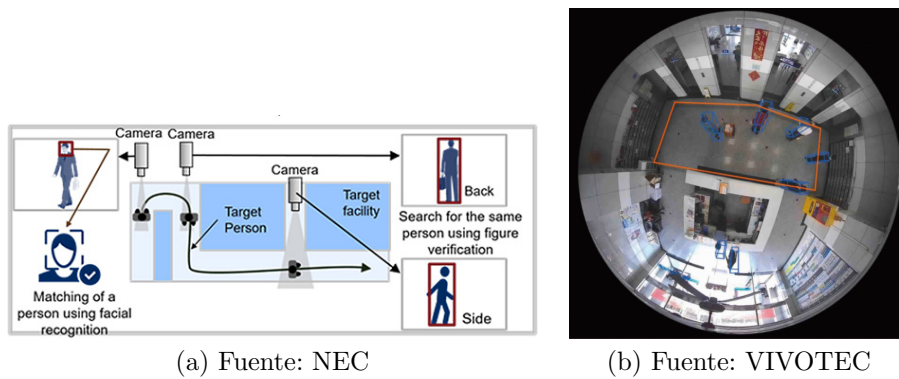 Camera
Camera
Camera
Back
Target
Person
Target
facility
Search for the same
person using figure
verification
Matching of a
person using facial
recognition
Side
(a) Fuente: NEC
(b) Fuente: VIVOTEC